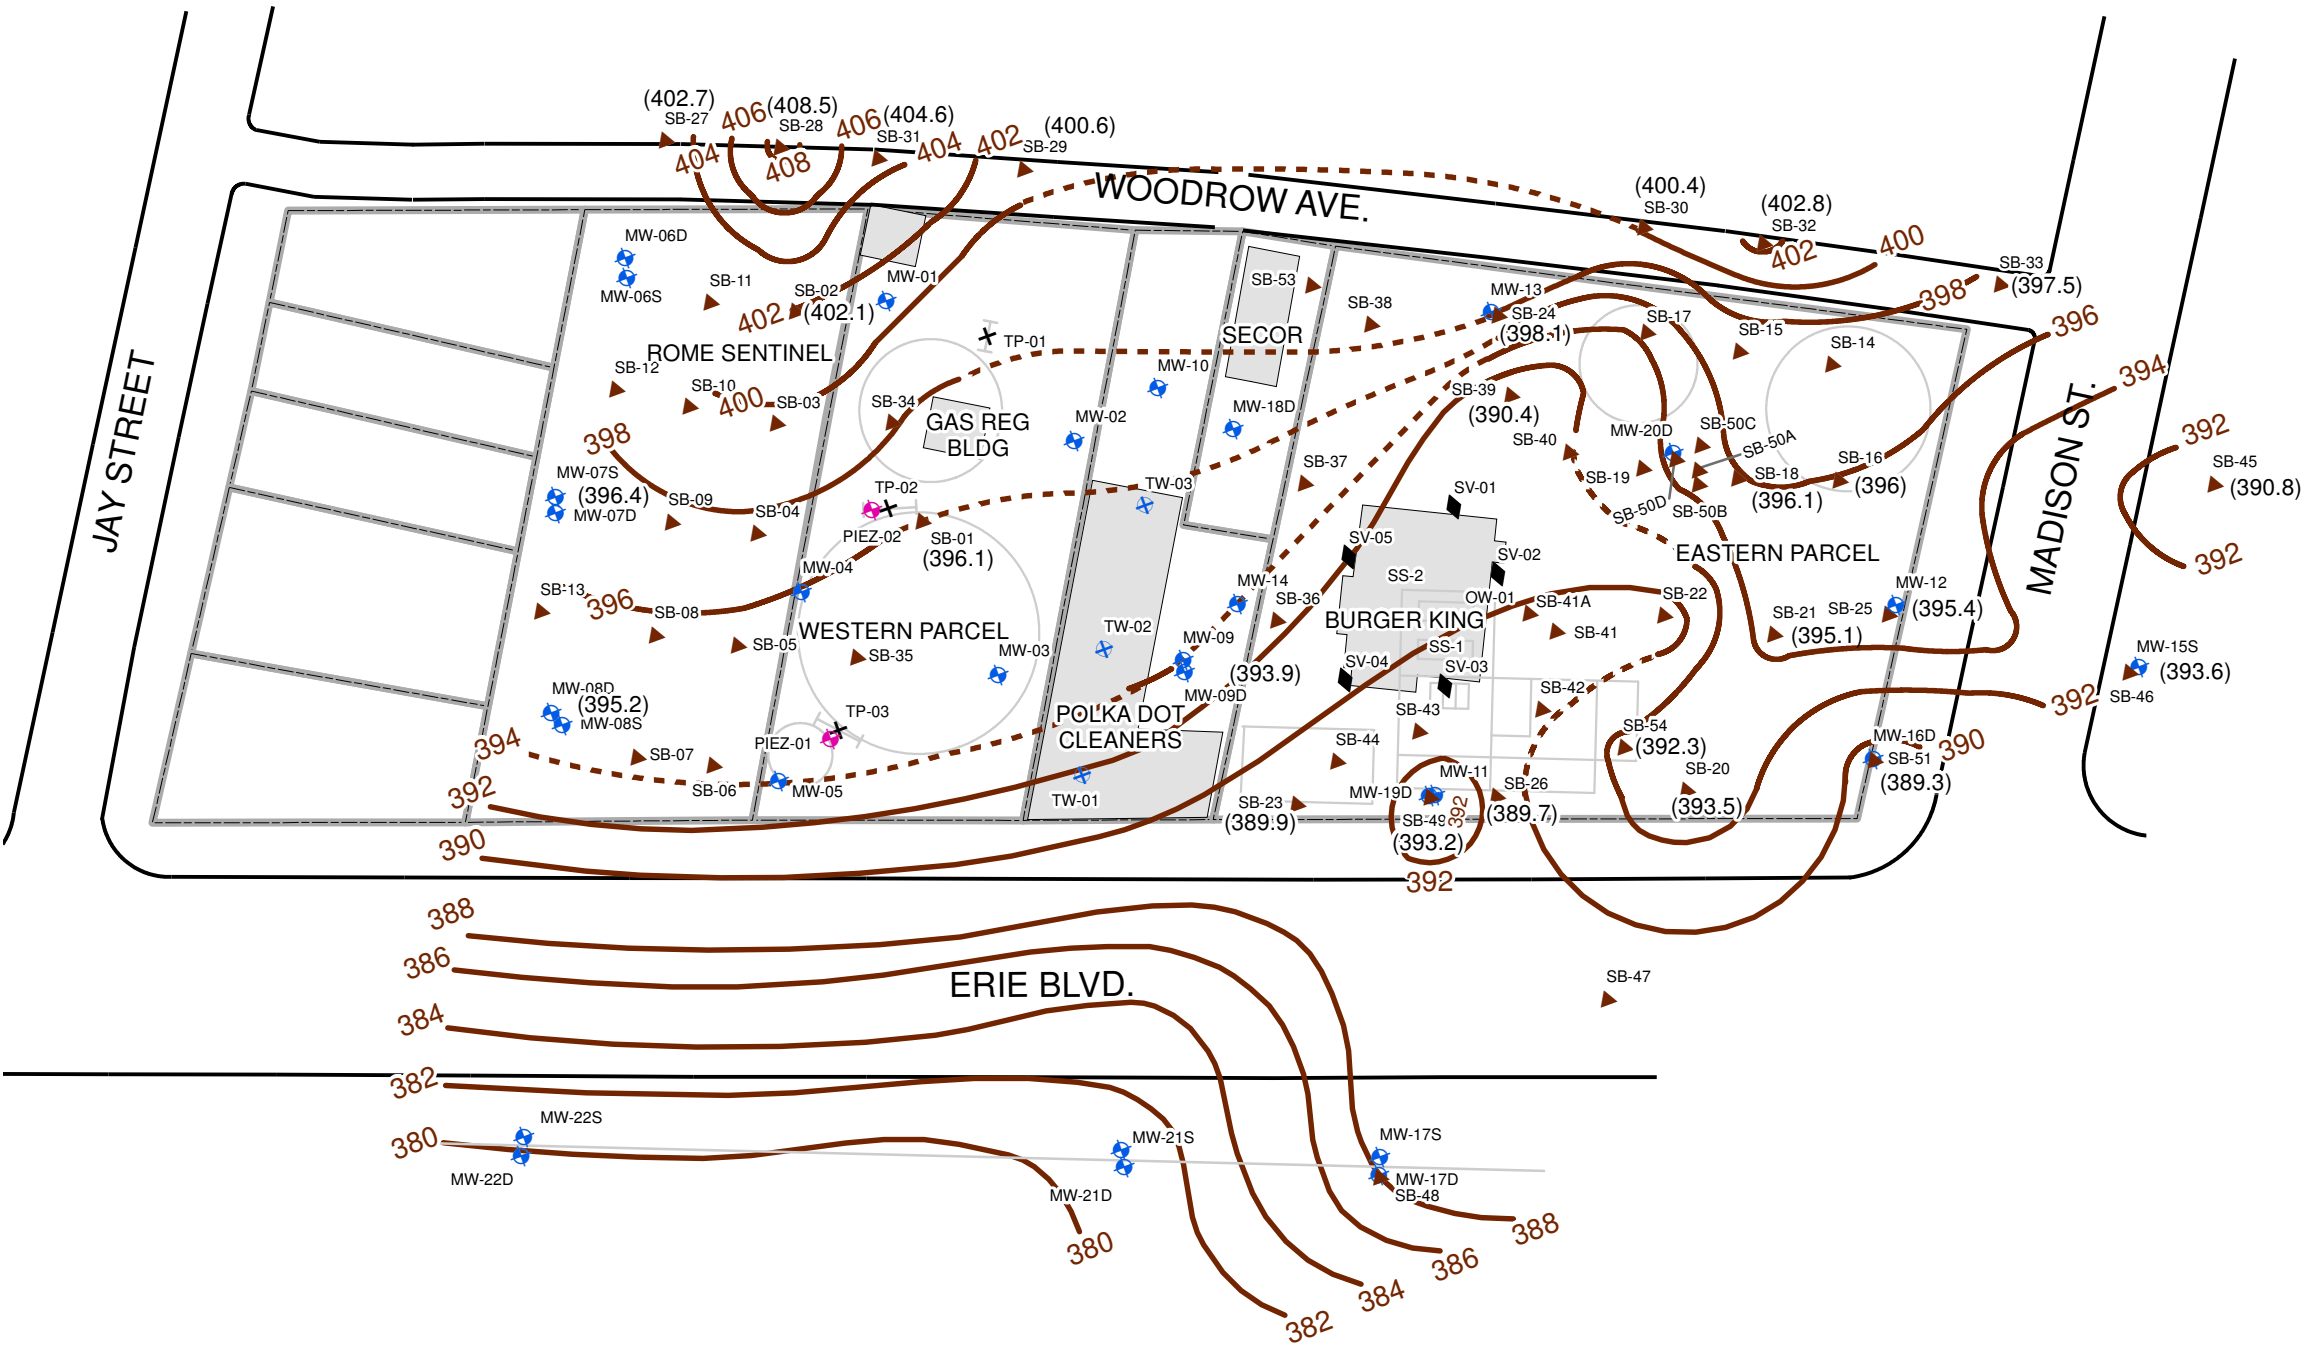 (402.7)
SB-27
406
(408.5)
SB-28
406
(404.6)
SB-31
404
408
404
402
(400.6)
SB-29
WOODROW AVE.
(400.4)
SB-30
(402.8)
SB-32
402
400
SB-33
(397.5)
398
396
394
MW-06D
MW-06S
SB-11
SB-02
(402.1)
402
MW-01
ROME SENTINEL
TP-01
SB-53
SECOR
SB-38
MW-13
SB-24
(398.1)
SB-17
SB-15
SB-14
SB-12
SB-10
400
SB-03
SB-34
GAS REG
BLDG
MW-10
MW-02
MW-18D
SB-39
(390.4)
SB-40
MW-20D
SB-50C
SB-50A
SB-19
SB-50D
SB-50B
SB-18
(396.1)
SB-16
(396)
392
SB-45
(390.8)
392
398
MW-07S
(396.4)
MW-07D
SB-09
SB-04
TP-02
PIEZ-02
SB-01
(396.1)
TW-03
SB-37
SV-01
SV-05
SV-02
SS-2
EASTERN PARCEL
JAY STREET
MADISON ST.
SB-13
396
SB-08
MW-04
WESTERN PARCEL
SB-05
SB-35
MW-03
TW-02
MW-14
SB-36
MW-09
(393.9)
MW-09D
OW-01
BURGER KING
SS-1
SV-04
SV-03
SB-41A
SB-41
SB-22
SB-21
(395.1)
SB-25
MW-12
(395.4)
MW-15S
(393.6)
SB-46
392
MW-08D
(395.2)
MW-08S
394
SB-07
SB-06
PIEZ-01
TP-03
MW-05
POLKA DOT
CLEANERS
TW-01
SB-43
SB-42
SB-44
SB-54
(392.3)
SB-20
(393.5)
MW-16D
390
SB-51
(389.3)
392
390
SB-23
(389.9)
MW-11
MW-19D
392
SB-49
(393.2)
392
SB-26
(389.7)
388
386
384
382
380
ERIE BLVD.
SB-47
MW-22S
MW-22D
MW-21S
MW-21D
MW-17S
MW-17D
SB-48
380
388
386
384
382